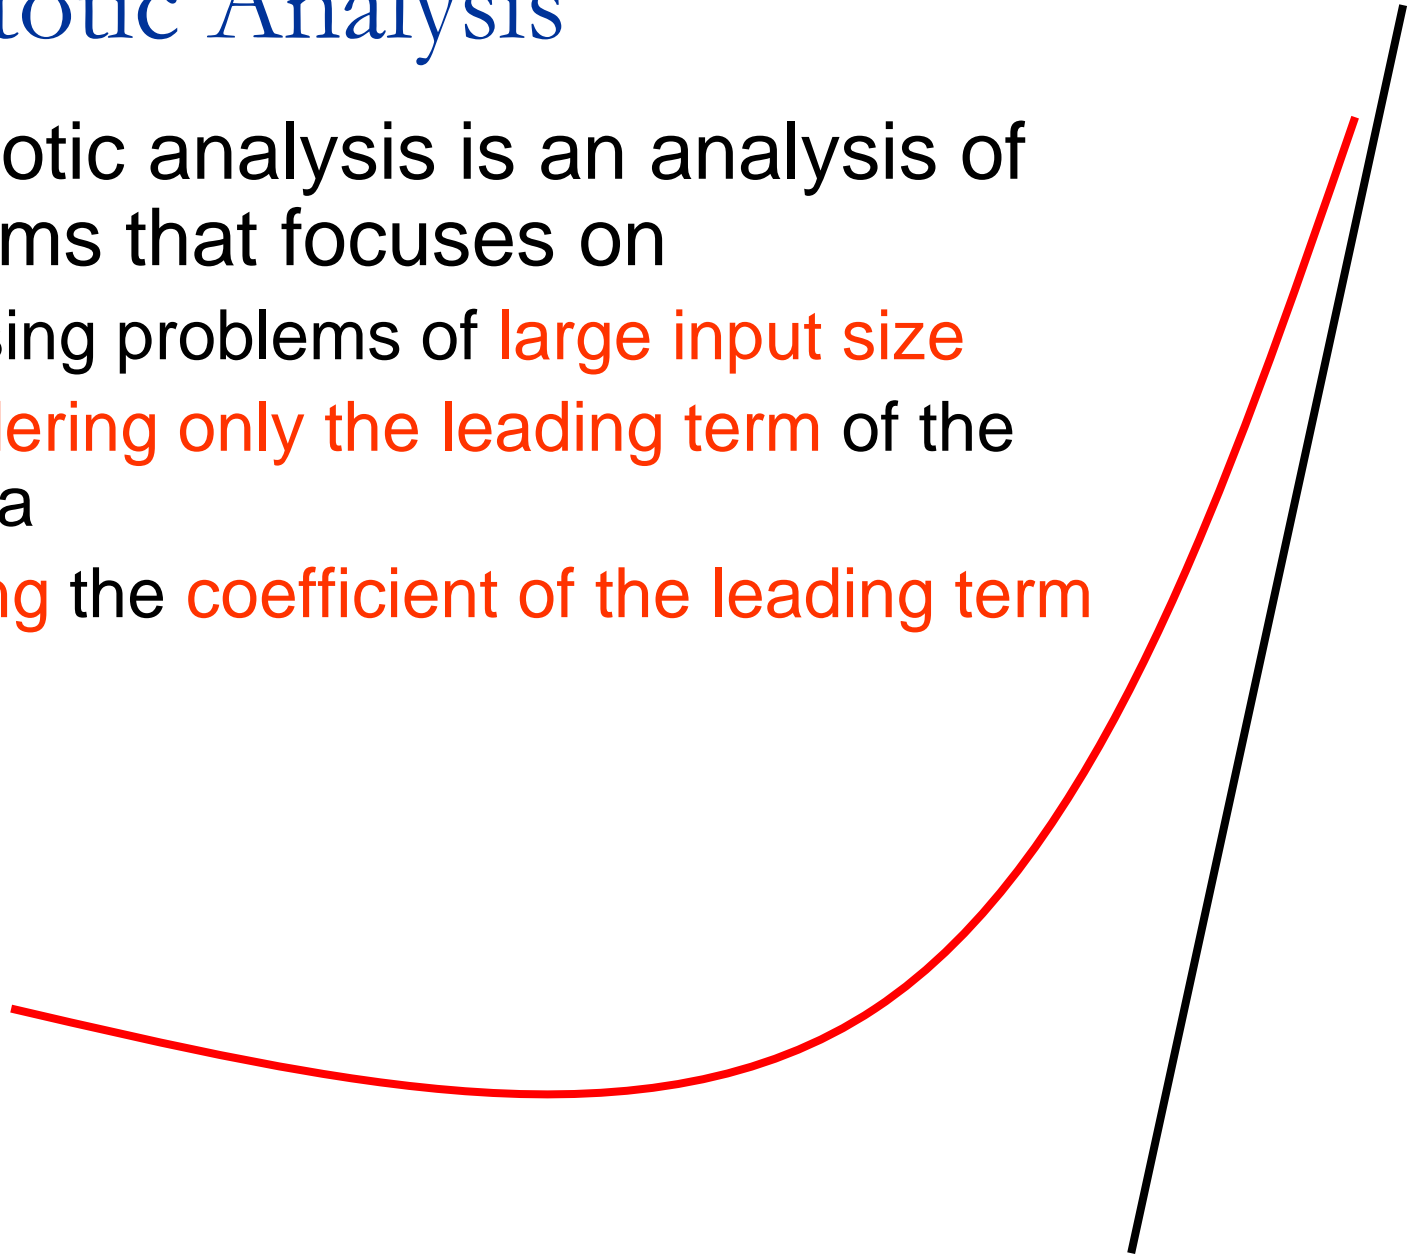 totic Analysis
otic analysis is an analysis of
ms that focuses on
sing problems of large input size
dering only the leading term of the
a
ng the coefficient of the leading term